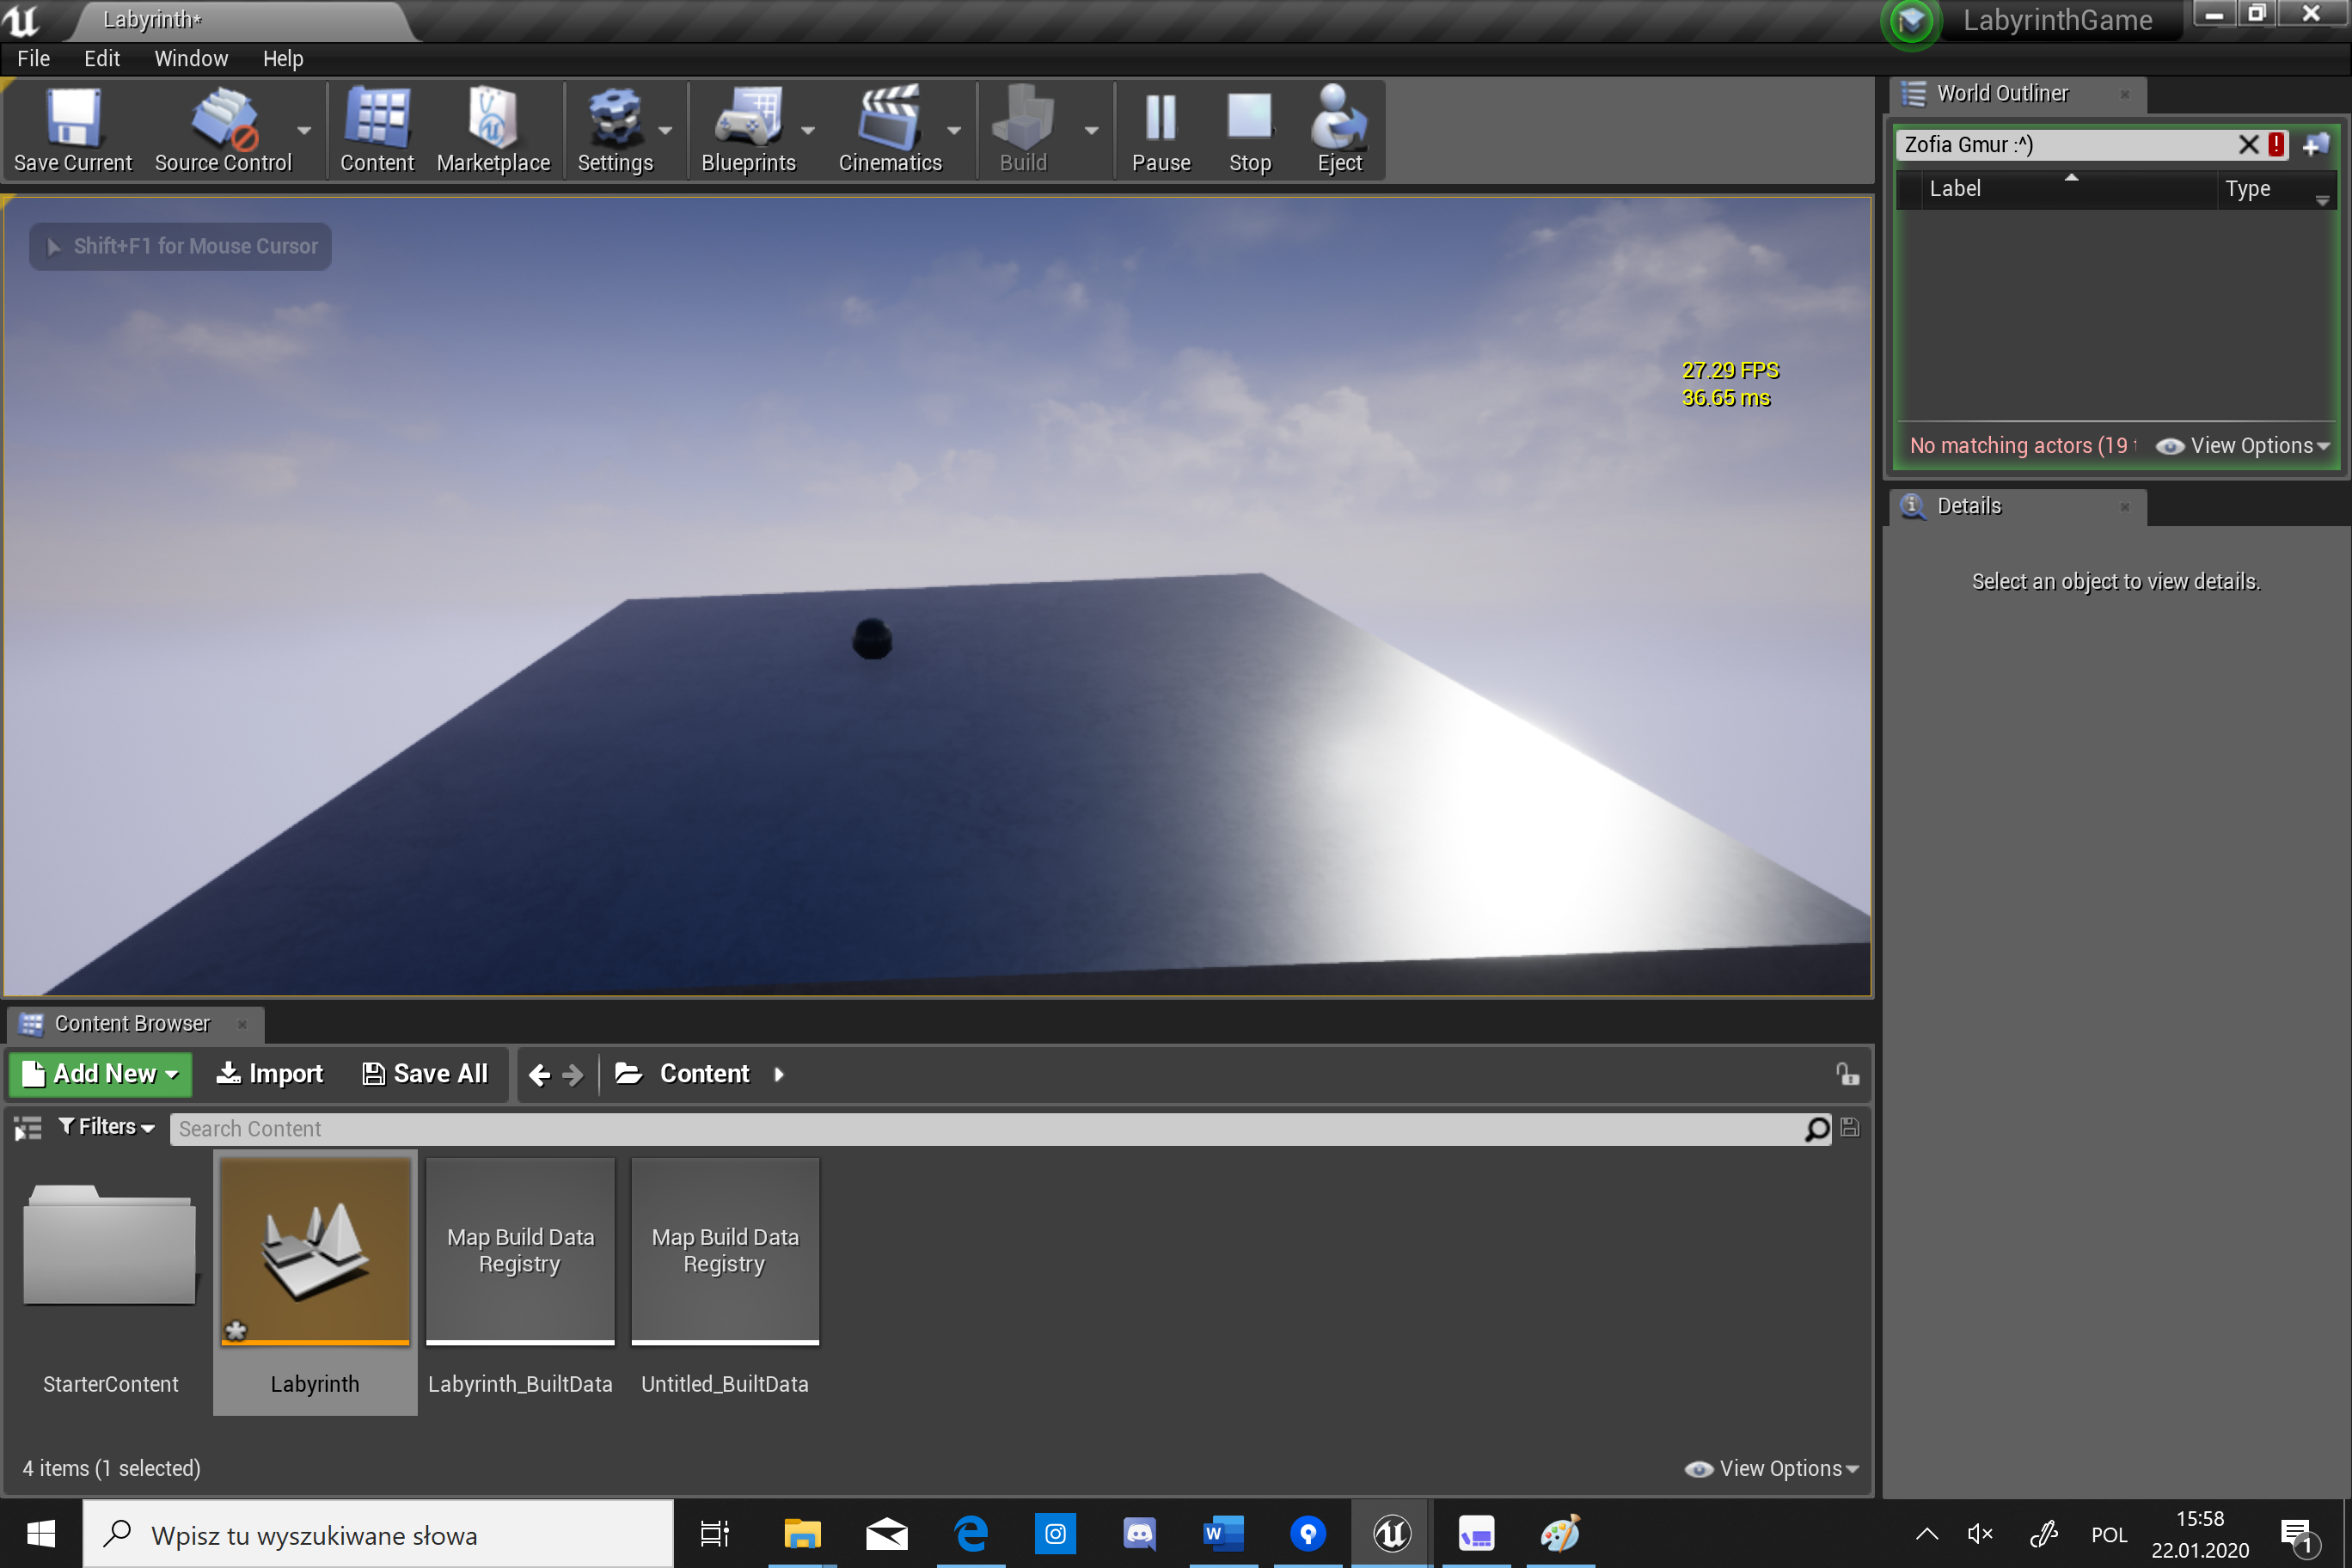 Labyrinth*
LabyrinthGame
File Edit Window Help
Save Current Source Control Content Marketplace Settings Blueprints Cinematics Build Pause Stop Eject
World Outliner
Zofia Gmur :^)
Label Type
Shift+F1 for Mouse Cursor
27.29 FPS
36.65 ms
No matching actors (19 View Options
Details
Select an object to view details.
Content Browser
Add New Import Save All Content
Filters Search Content
Map Build Data
Registry
Map Build Data
Registry
StarterContent Labyrinth Labyrinth_BuiltData Untitled_BuiltData
4 items (1 selected) View Options
Wpisz tu wyszukiwane słowa
POL
15:58
22.01.2020
1